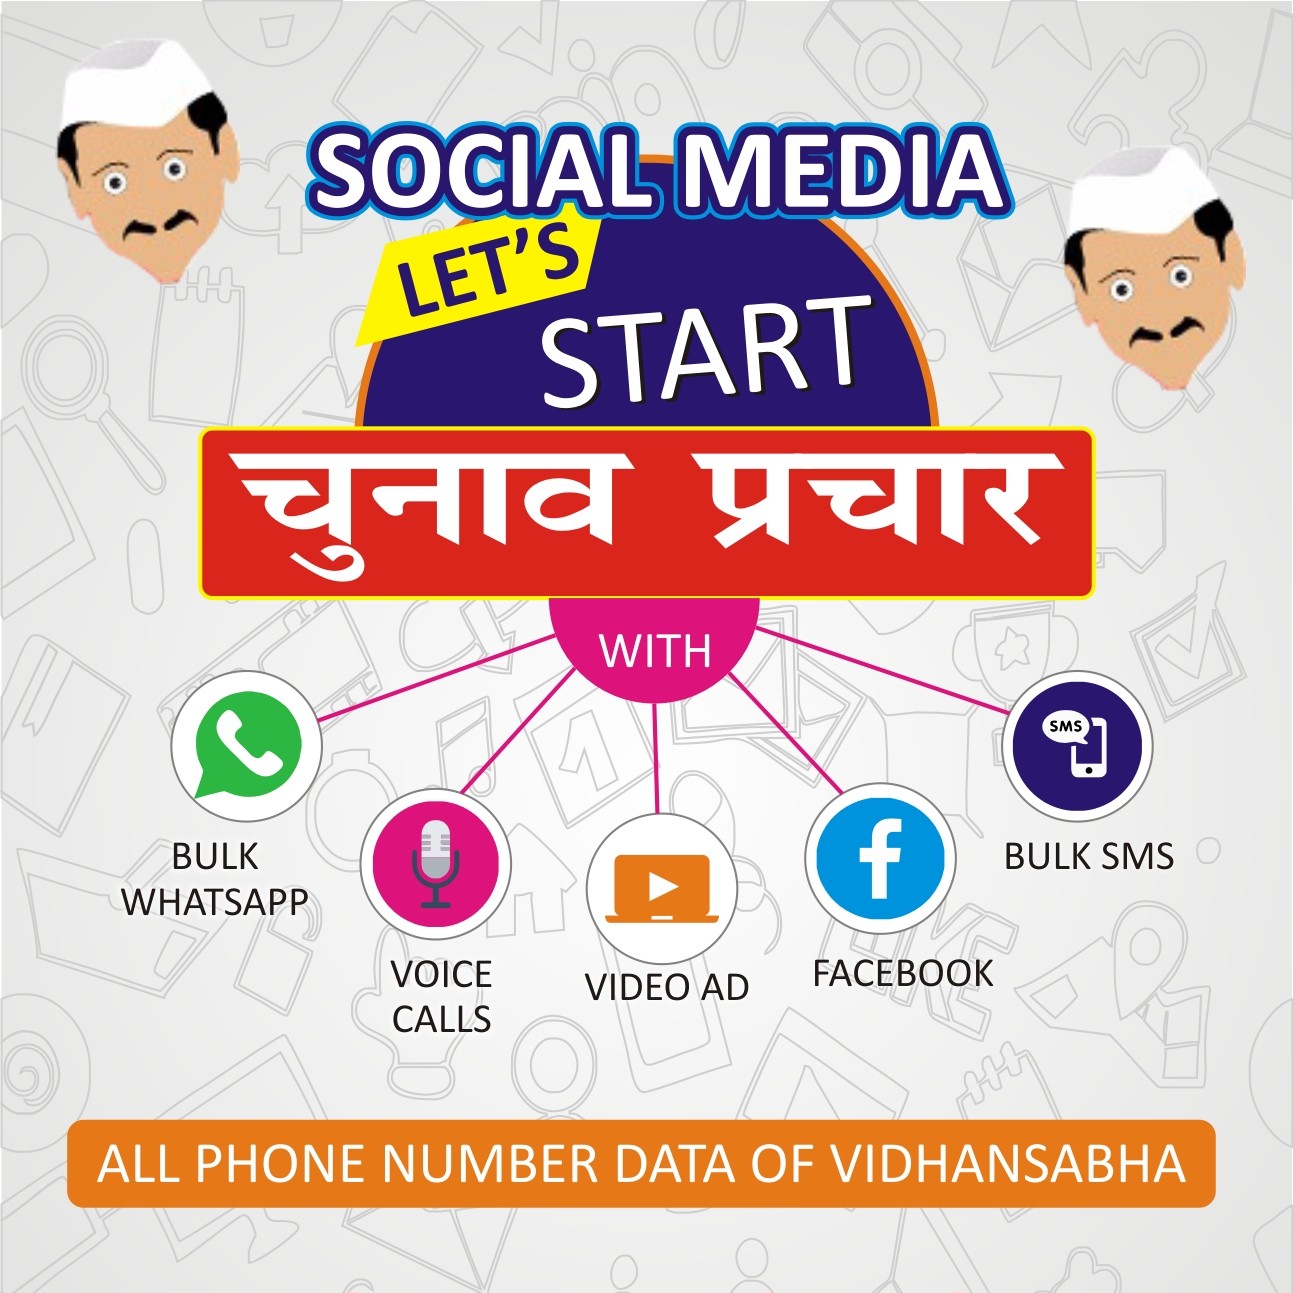 SOCIAL MEDIA
LET'S
START
चुनाव प्रचार
WITH
SMS
BULK
WHATSAPP
VOICE
CALLS
VIDEO AD
FACEBOOK
BULK SMS
ALL PHONE NUMBER DATA OF VIDHANSABHA